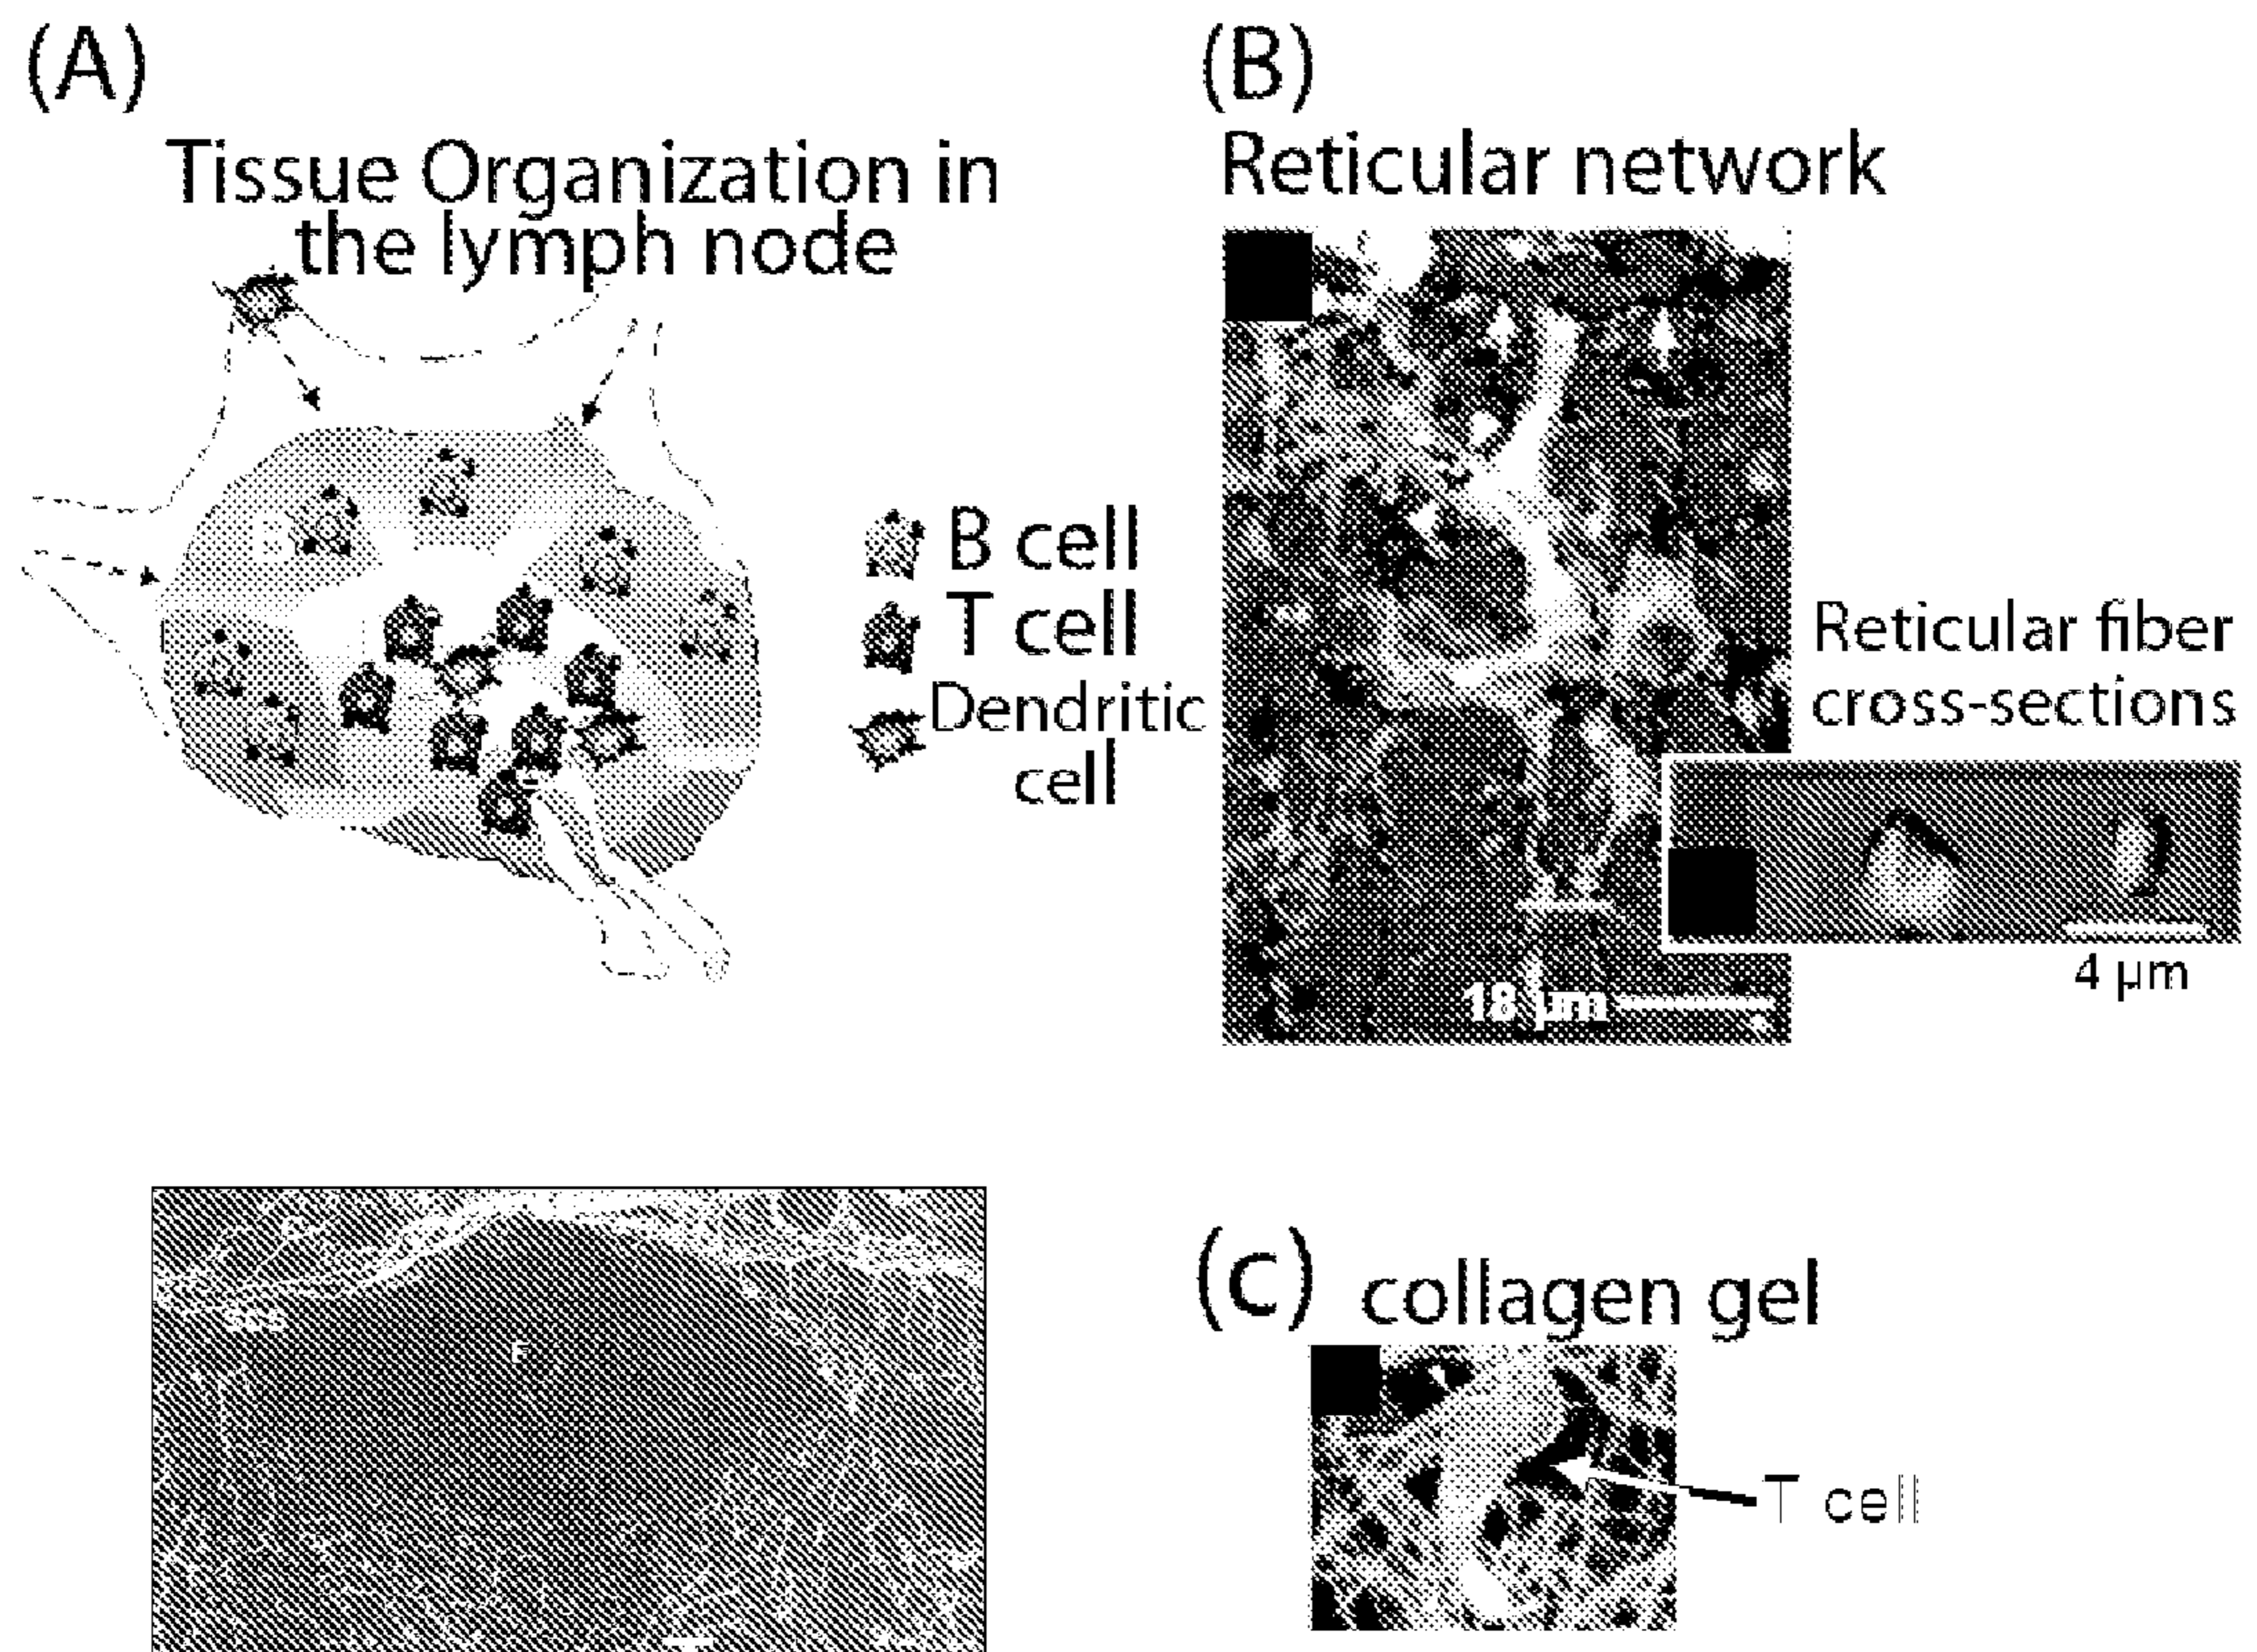 (A)
Tissue Organization in
the lymph node
B
B cell
T cell
Dendritic
cell
(B)
Reticular network
Reticular fiber
cross-sections
4 µm
18 µm
SCS
F
(C) collagen gel
T cell